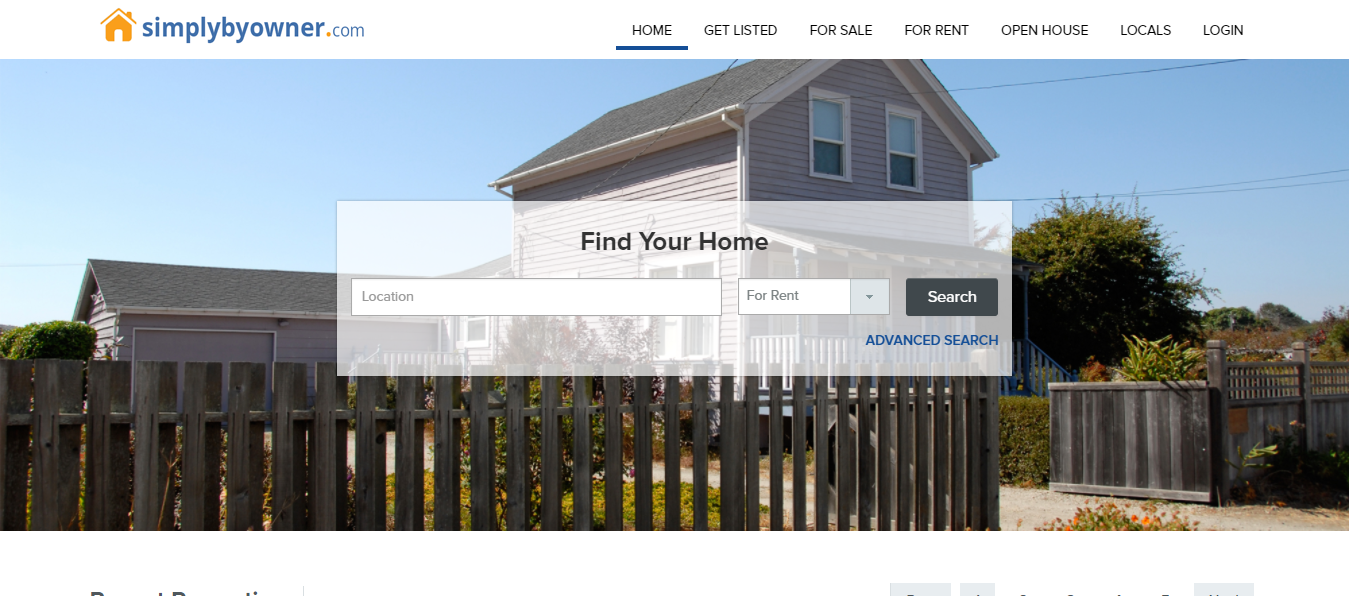 simplybyowner.com
HOME GET LISTED FOR SALE FOR RENT OPEN HOUSE LOCALS LOGIN
Find Your Home
Location For Rent Search
ADVANCED SEARCH